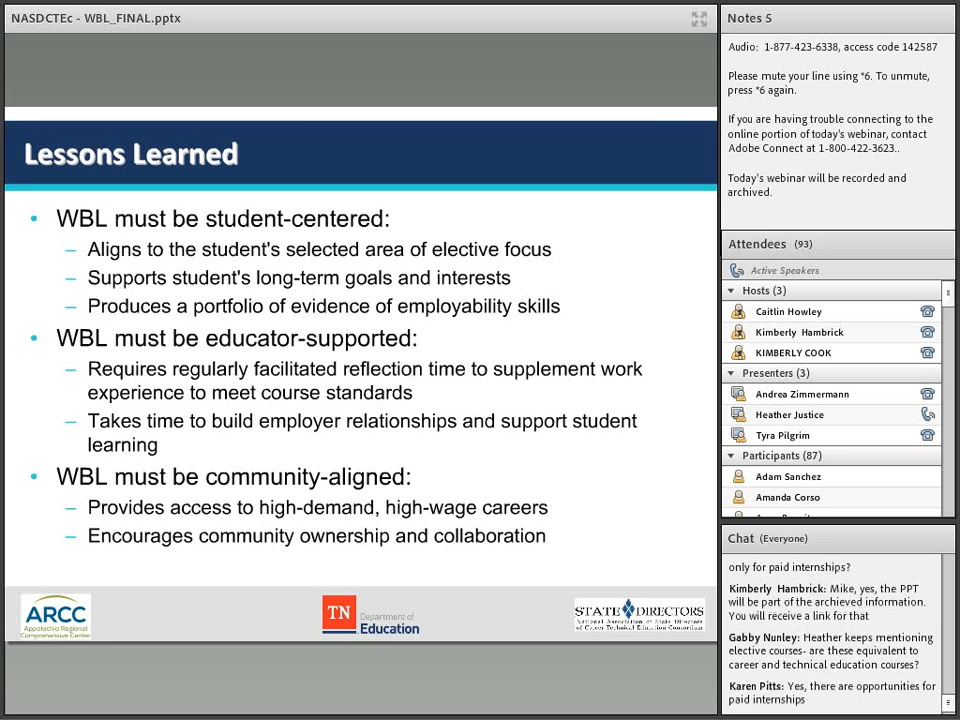 NASDCTEc - WBL_FINAL.pptx
Lessons Learned
• WBL must be student-centered:
– Aligns to the student's selected area of elective focus
– Supports student's long-term goals and interests
– Produces a portfolio of evidence of employability skills
• WBL must be educator-supported:
– Requires regularly facilitated reflection time to supplement work
experience to meet course standards
– Takes time to build employer relationships and support student
learning
• WBL must be community-aligned:
– Provides access to high-demand, high-wage careers
– Encourages community ownership and collaboration
ARCC
Appalachia Regional
Comprehensive Center
TN
Department of
Education
STATE DIRECTORS
National Association of State Directors
of Career Technical Education Consortium
Notes 5
Audio: 1-877-423-6338, access code 142587
Please mute your line using *6. To unmute,
press *6 again.
If you are having trouble connecting to the
online portion of today's webinar, contact
Adobe Connect at 1-800-422-3623..
Today's webinar will be recorded and
archived.
Attendees (93)
Active Speakers
Hosts (3)
Caitlin Howley
Kimberly Hambrick
KIMBERLY COOK
Presenters (3)
Andrea Zimmermann
Heather Justice
Tyra Pilgrim
Participants (87)
Adam Sanchez
Amanda Corso
Chat (Everyone)
only for paid internships?
Kimberly Hambrick: Mike, yes, the PPT
will be part of the archieved information.
You will receive a link for that
Gabby Nunley: Heather keeps mentioning
elective courses- are these equivalent to
career and technical education courses?
Karen Pitts: Yes, there are opportunities for
paid internships